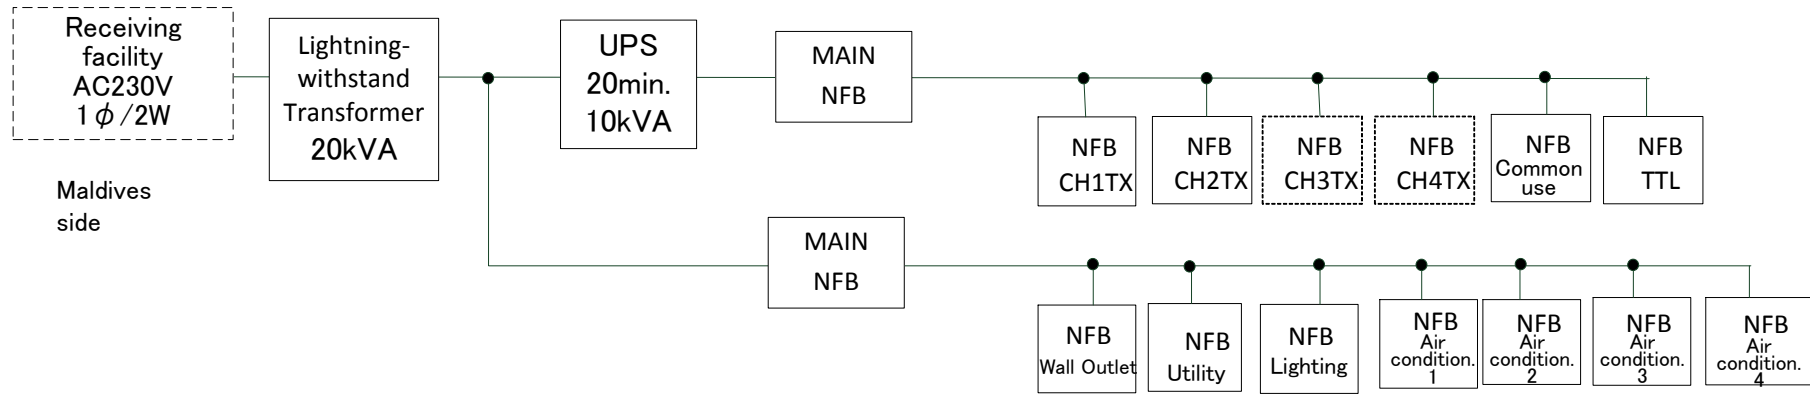 Receiving
facility
AC230V
1φ/2W
Maldives
side
Lightning-
withstand
Transformer
20kVA
UPS
20min.
10kVA
MAIN
NFB
NFB
CH1TX
NFB
CH2TX
NFB
CH3TX
NFB
CH4TX
NFB
Common
use
NFB
TTL
MAIN
NFB
NFB
Wall Outlet
NFB
Utility
NFB
Lighting
NFB
Air
condition.
1
NFB
Air
condition.
2
NFB
Air
condition.
3
NFB
Air
condition.
4